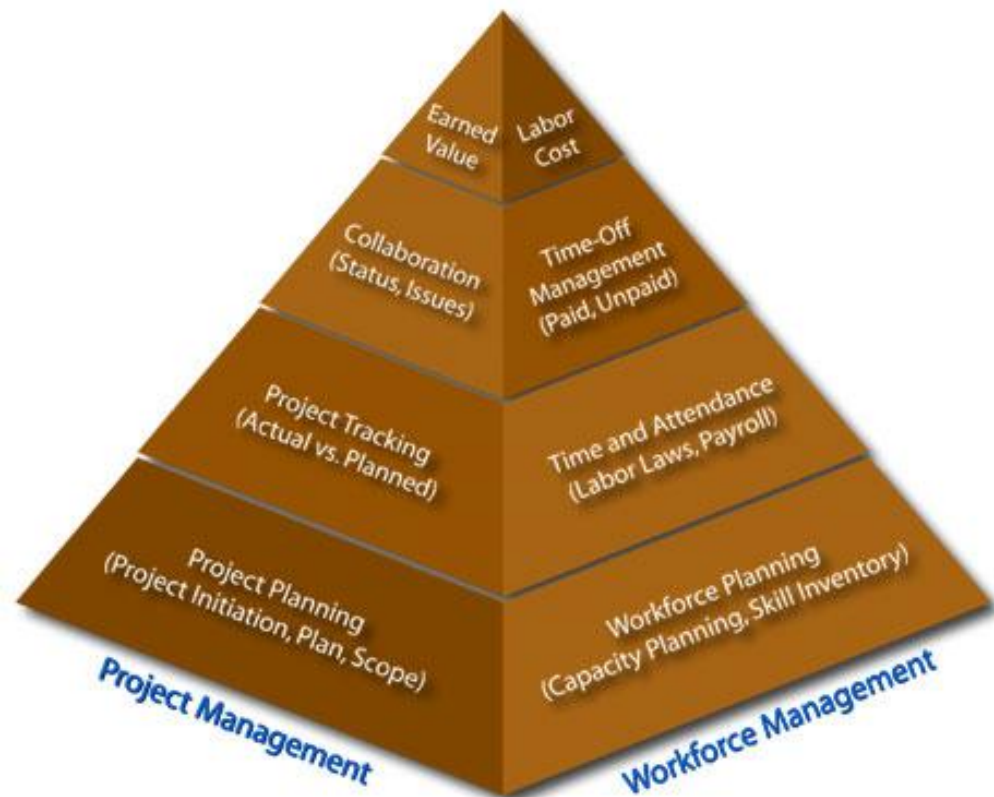 Earned
Value
Labor
Cost
Collaboration
(Status, Issues)
Time-Off
Management
(Paid, Unpaid)
Project Tracking
(Actual vs. Planned)
Time and Attendance
(Labor Laws, Payroll)
Project Planning
(Project Initiation, Plan, Scope)
Workforce Planning
(Capacity Planning, Skill Inventory)
Project Management
Workforce Management